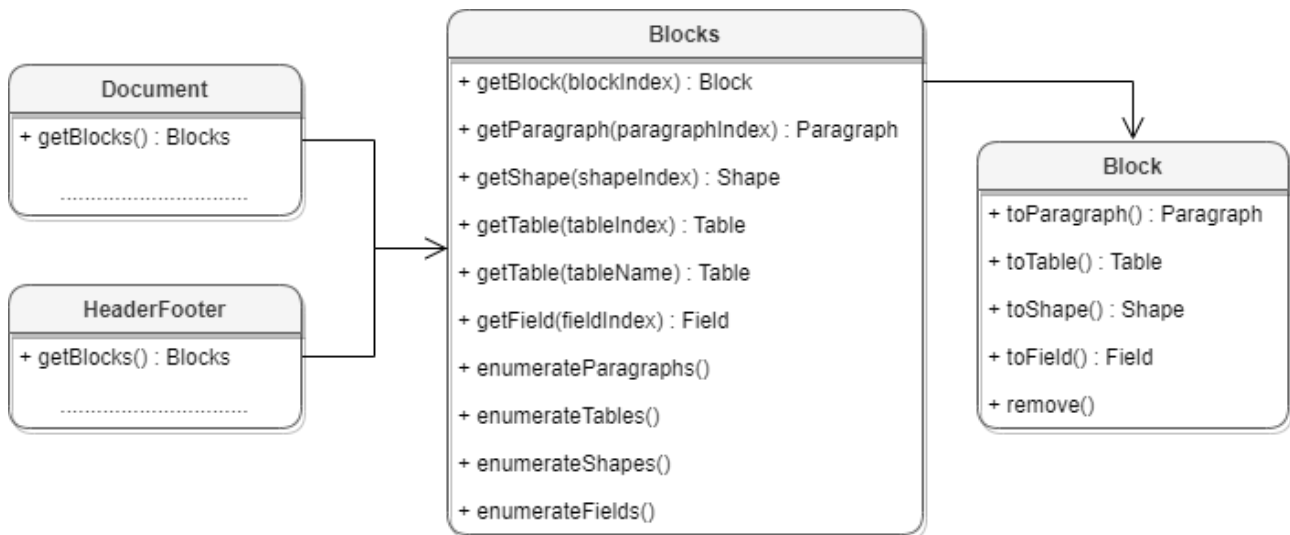 Document
+ getBlocks() : Blocks
................................
HeaderFooter
+ getBlocks() : Blocks
................................
Blocks
+ getBlock(blockIndex) : Block
+ getParagraph(paragraphIndex) : Paragraph
+ getShape(shapeIndex) : Shape
+ getTable(tableIndex) : Table
+ getTable(tableName) : Table
+ getField(fieldIndex) : Field
+ enumerateParagraphs()
+ enumerateTables()
+ enumerateShapes()
+ enumerateFields()
Block
+ toParagraph() : Paragraph
+ toTable() : Table
+ toShape() : Shape
+ toField() : Field
+ remove()